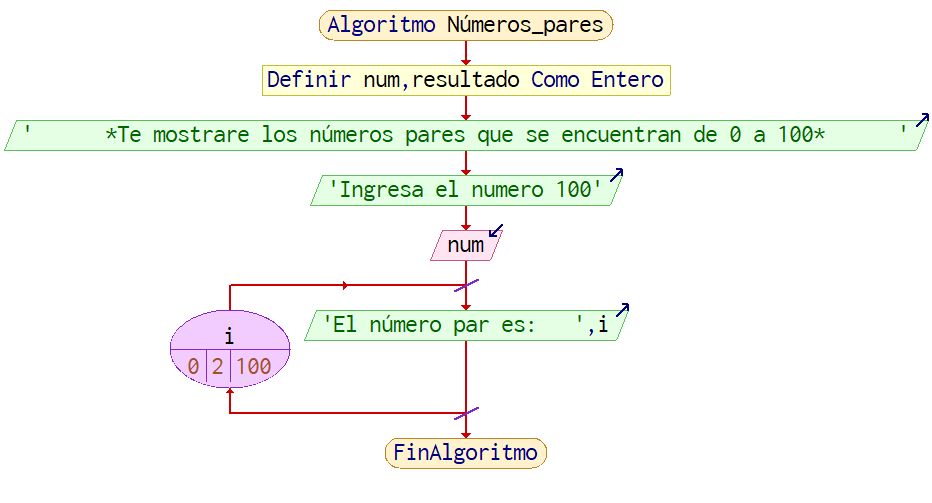 Algoritmo Números_pares
Definir num,resultado Como Entero
'      *Te mostrare los números pares que se encuentran de 0 a 100*      '
'Ingresa el numero 100'
num
'El número par es:   ',i
i
0 2 100
FinAlgoritmo